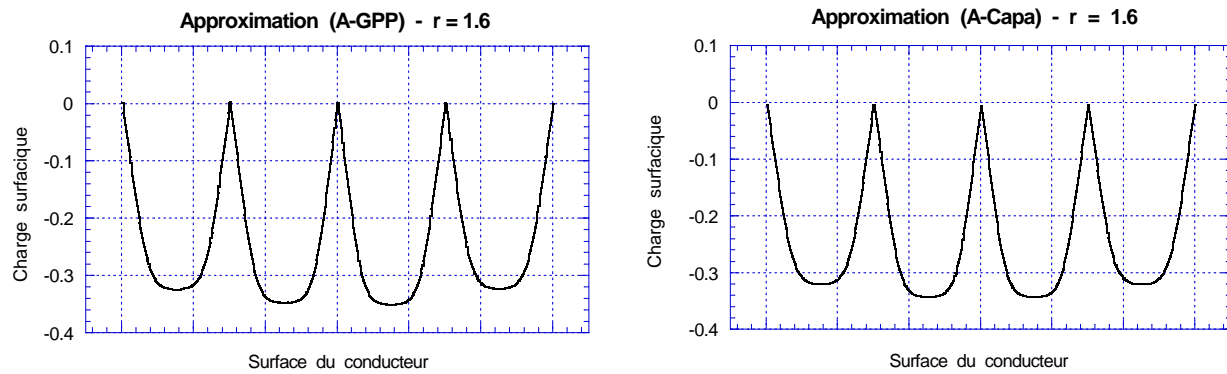 Approximation (A-GPP) - r = 1.6
0.1
0
-0.1
-0.2
-0.3
-0.4
Charge surfacique
Surface du conducteur
Approximation (A-Capa) - r = 1.6
0.1
0
-0.1
-0.2
-0.3
-0.4
Charge surfacique
Surface du conducteur